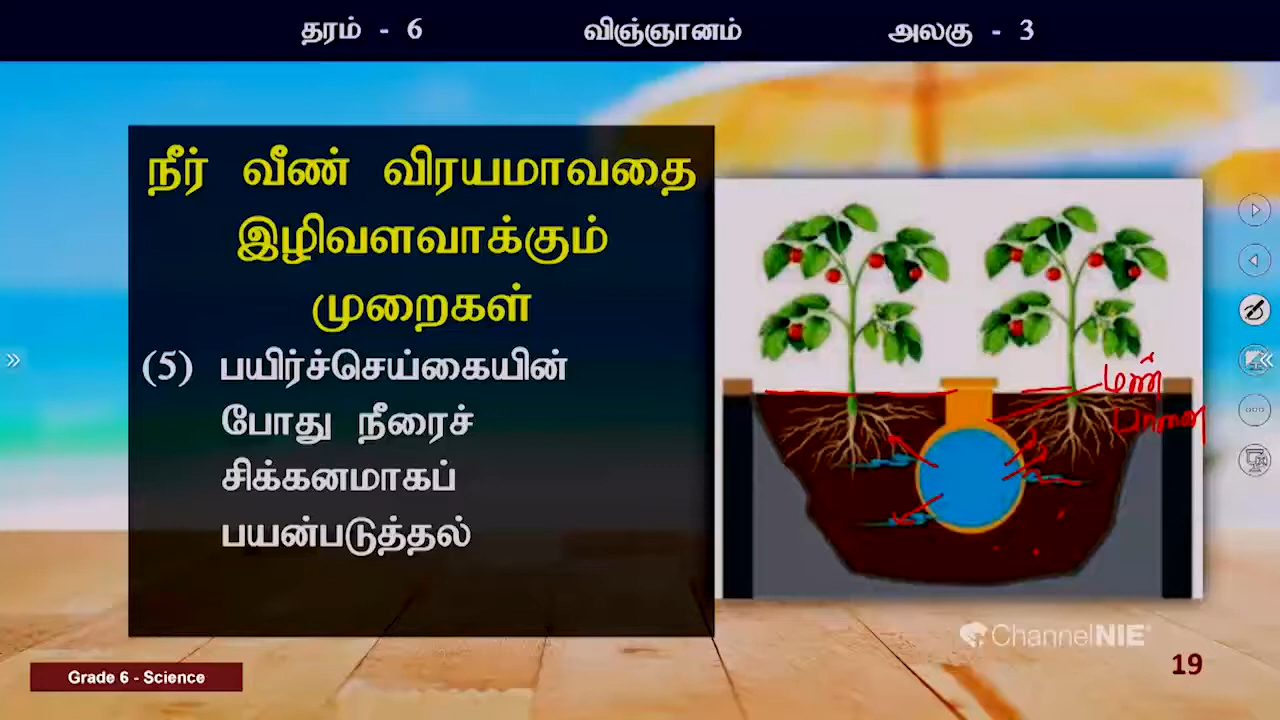 தரம் - 6 விஞ்ஞானம் அலகு - 3
நீர் வீண் விரயமாவதை
இழிவளவாக்கும்
முறைகள்
(5) பயிர்ச்செய்கையின்
போது நீரைச்
சிக்கனமாகப்
பயன்படுத்தல்
மண்
பானை
ChannelNIE
19
Grade 6 - Science